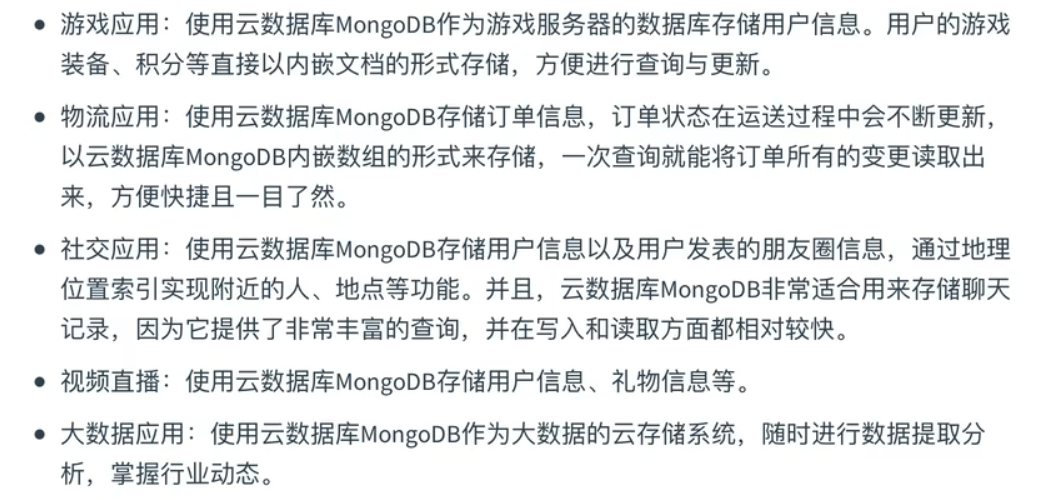 ● 游戏应用：使用云数据库MongoDB作为游戏服务器的数据库存储用户信息。用户的游戏
装备、积分等直接以内嵌文档的形式存储，方便进行查询与更新。
● 物流应用：使用云数据库MongoDB存储订单信息，订单状态在运送过程中会不断更新，
以云数据库MongoDB内嵌数组的形式来存储，一次查询就能将订单所有的变更读取出
来，方便快捷且一目了然。
● 社交应用：使用云数据库MongoDB存储用户信息以及用户发表的朋友圈信息，通过地理
位置索引实现附近的人、地点等功能。并且，云数据库MongoDB非常适合用来存储聊天
记录，因为它提供了非常丰富的查询，并在写入和读取方面都相对较快。
● 视频直播：使用云数据库MongoDB存储用户信息、礼物信息等。
● 大数据应用：使用云数据库MongoDB作为大数据的云存储系统，随时进行数据提取分
析，掌握行业动态。